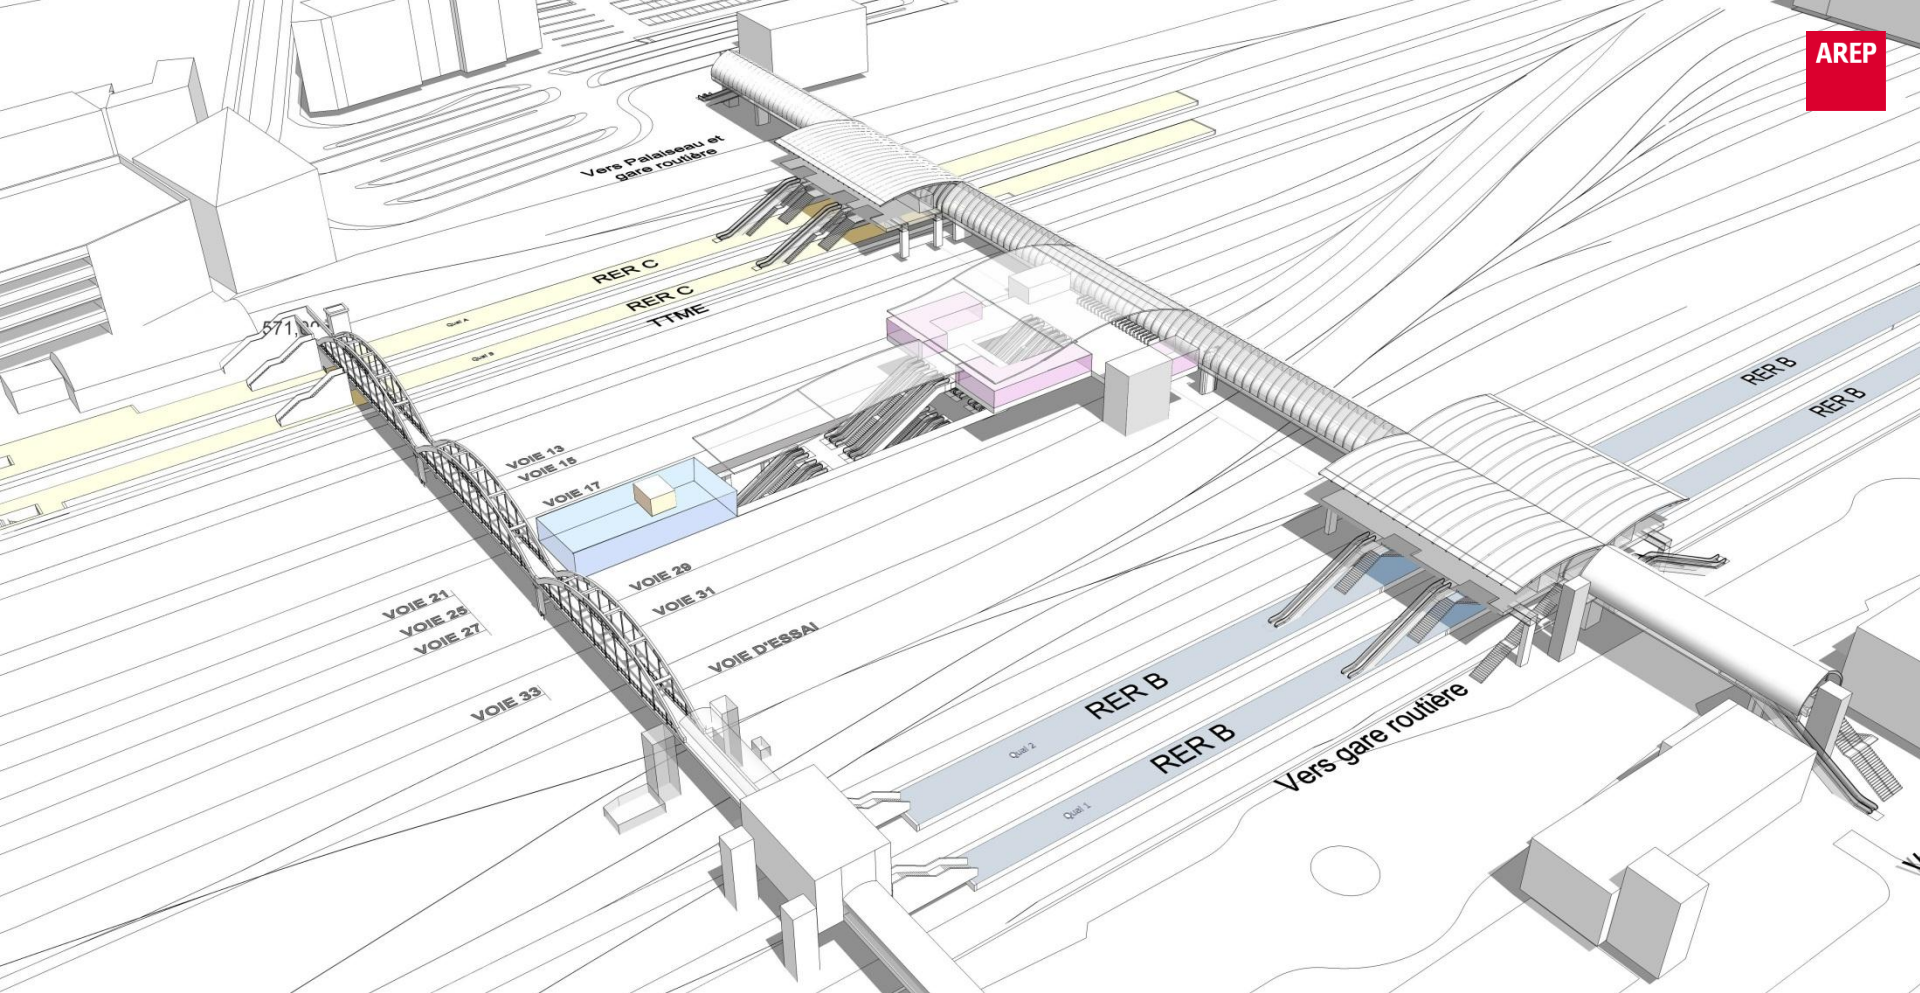 AREP
Vers Palaiseau et
gare routière
RER C
RER C
TTME
Quai A
Quai B
571,
RER B
RER B
VOIE 13
VOIE 15
VOIE 17
VOIE 29
VOIE 31
VOIE D'ESSAI
VOIE 21
VOIE 25
VOIE 27
VOIE 33
RER B
RER B
Quai 2
Quai 1
Vers gare routière